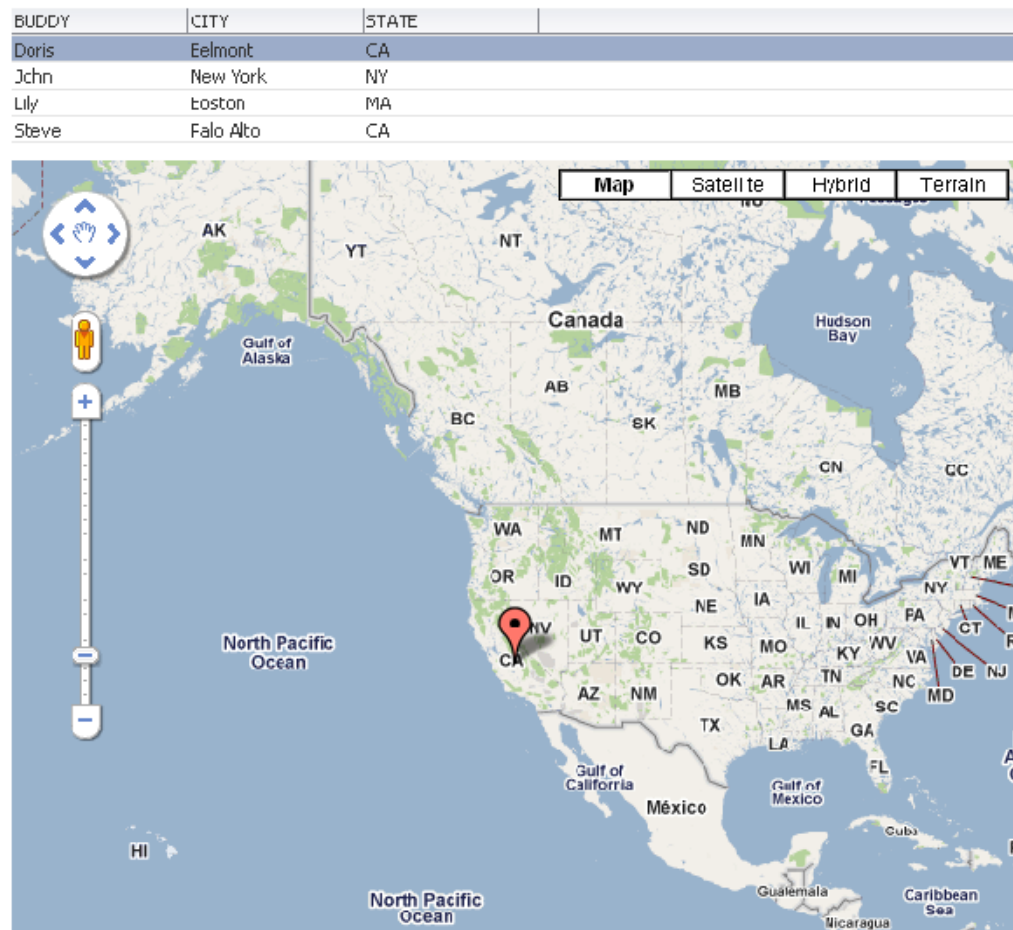 BUDDY CITY STATE
Doris Eelmont CA
John New York NY
Lily Eoston MA
Steve Falo Alto CA
Map Satellite Hybrid Terrain
AK
YT
NT
Canada
Hudson
Bay
Gulf of
Alaska
AB
MB
BC
SK
ON
CC
WA
MT
ND
MN
OR
ID
WY
SD
WI
MI
VT
ME
NY
NE
IA
NV
UT
CO
KS
MO
IL
IN
OH
PA
CT
KY
WV
VA
CA
OK
AR
TN
NC
DE
NJ
MD
AZ
NM
MS
AL
SC
TX
GA
LA
FL
North Pacific
Ocean
Gulf of
California
Gulf of
Mexico
México
Cuba
HI
North Pacific
Ocean
Guatemala
Caribbean
Sea
Nicaragua